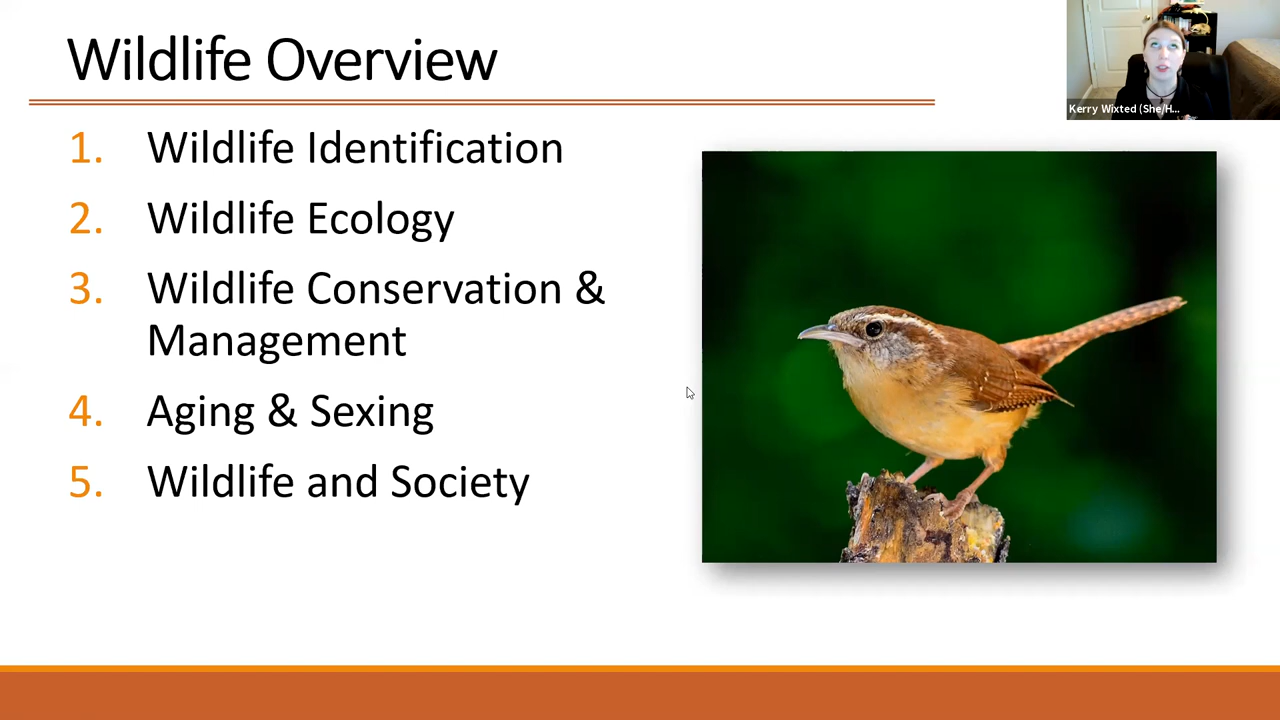 Wildlife Overview
Kerry Wixted (She/H...
1. Wildlife Identification
2. Wildlife Ecology
3. Wildlife Conservation &
Management
4. Aging & Sexing
5. Wildlife and Society